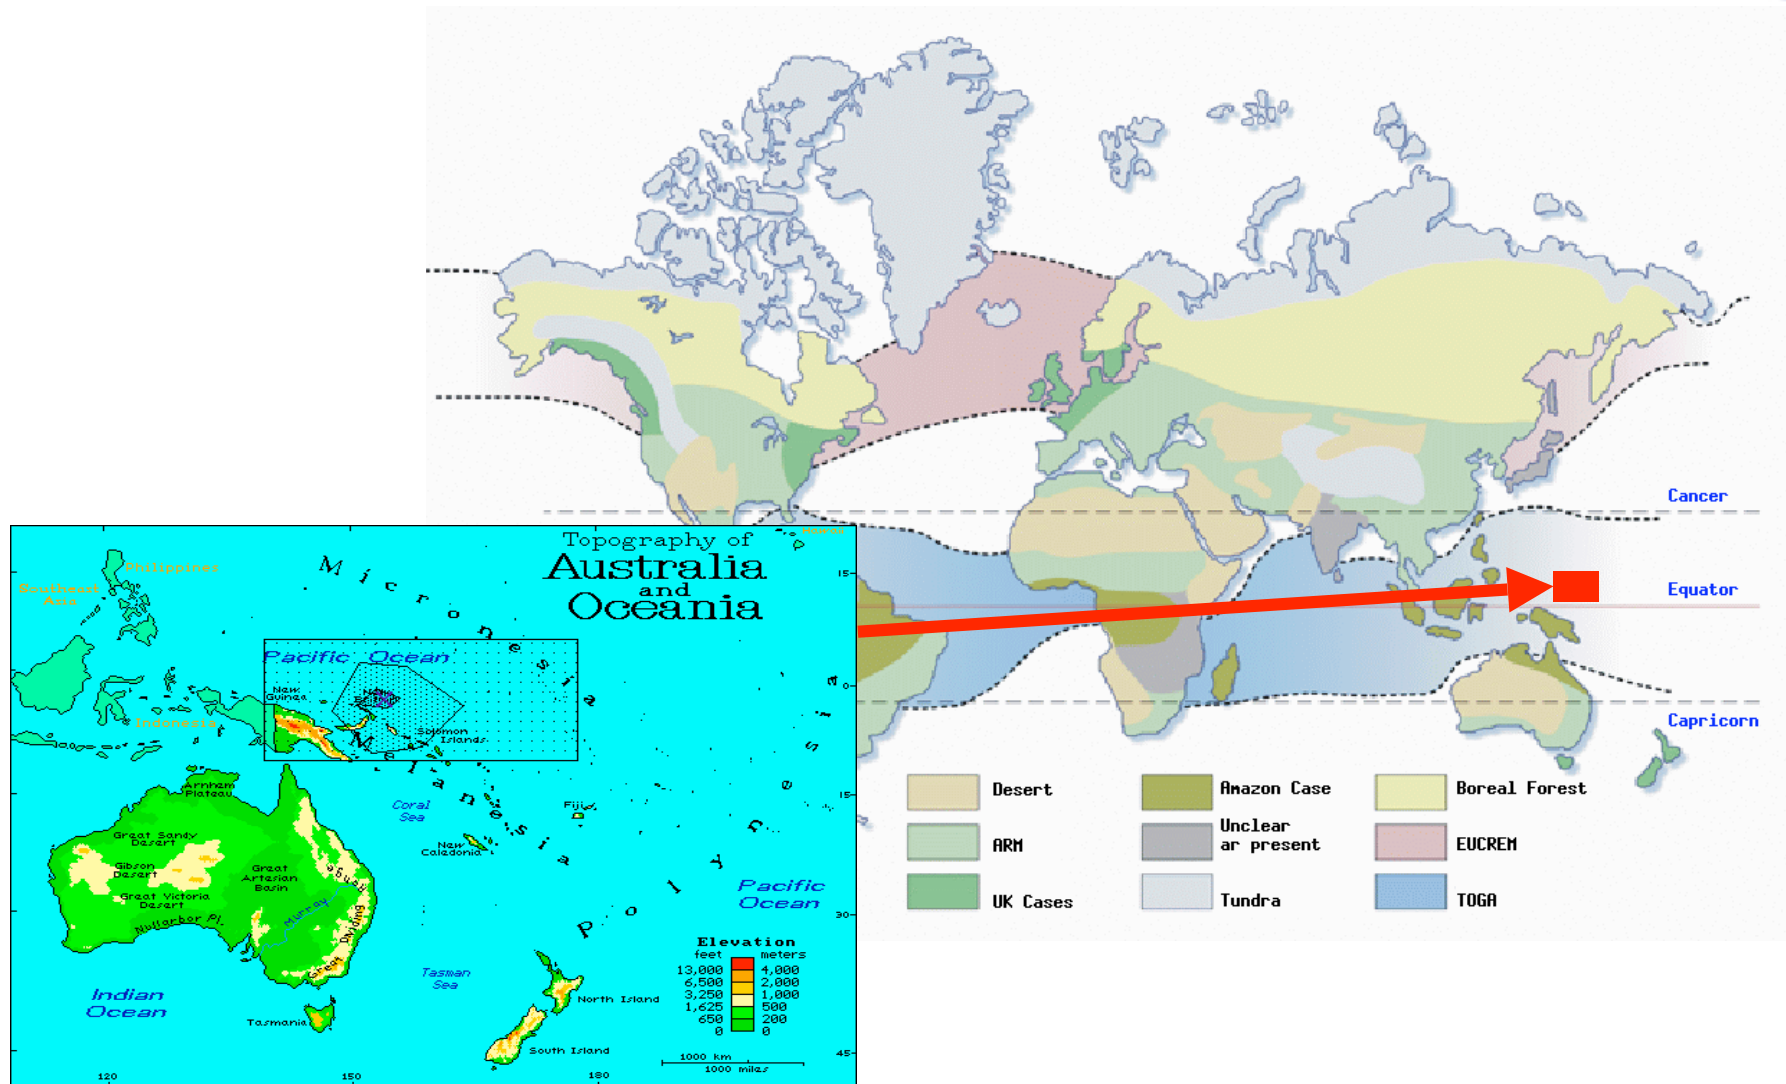 Cancer
Equator
Capricorn
Desert
ARM
UK Cases
Amazon Case
Unclear
ar present
Tundra
Boreal Forest
EUCREM
TOGA
Topography of
Australia
and
Oceania
Micronesia
Philippines
Southeast
Asia
Pacific Ocean
New
Guinea
Indonesia
Solomon
Islands
Melanesia
Polynesia
Arnhem
Plateau
Coral
Sea
Fiji
New
Caledonia
Great Sandy
Desert
Gibson
Desert
Great
Artesian
Basin
Great Victoria
Desert
Nullarbor Pl.
Murray
Great Dividing Range
Pacific
Ocean
Indian
Ocean
Tasman
Sea
Tasmania
North Island
South Island
Elevation
feet meters
13,000 4,000
6,500 2,000
3,250 1,000
1,625 500
650 200
0 0
1000 km
1000 miles
15
0
15
30
45
120
150
180